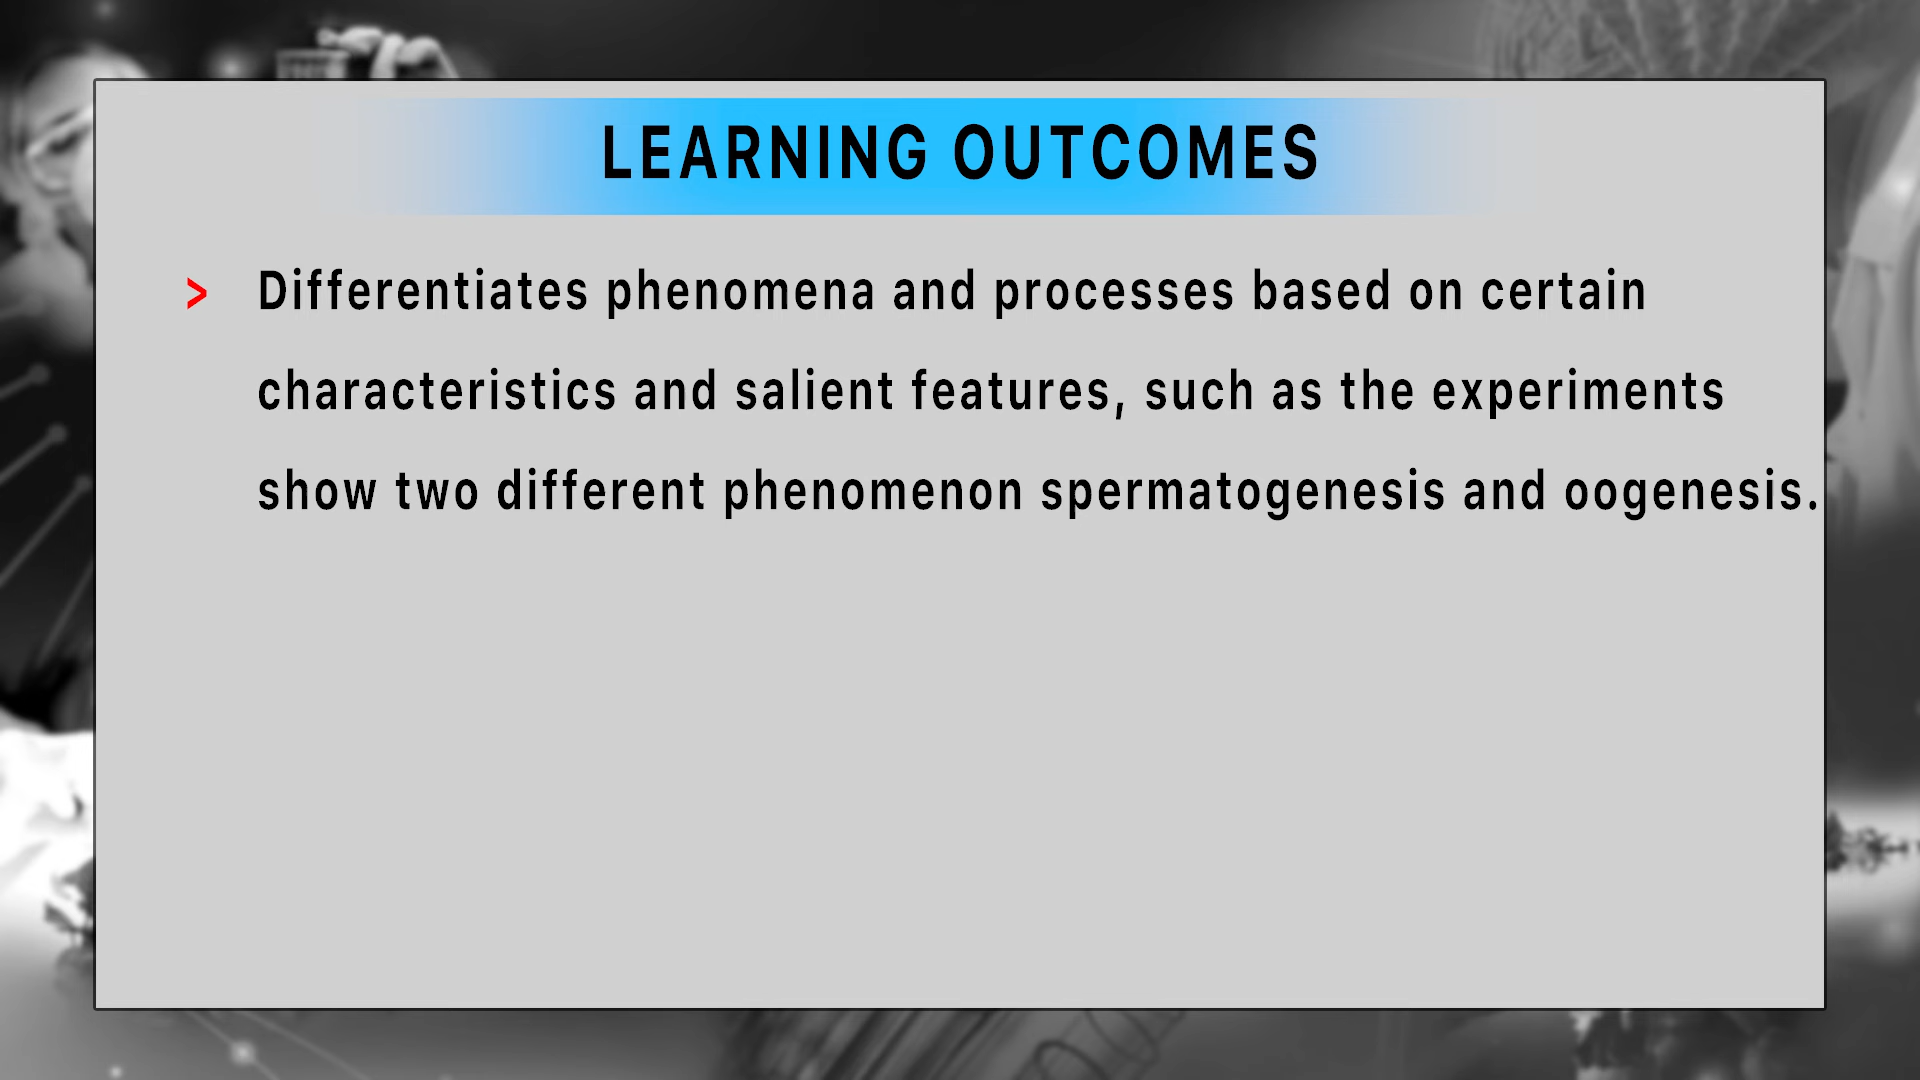 LEARNING OUTCOMES
> Differentiates phenomena and processes based on certain
characteristics and salient features, such as the experiments
show two different phenomenon spermatogenesis and oogenesis.